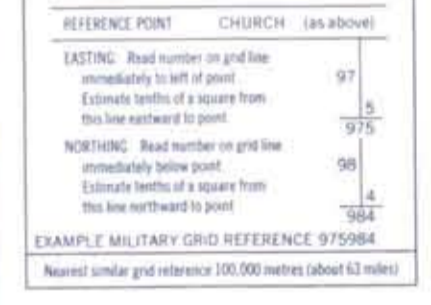 REFERENCE POINT CHURCH (as above)
EASTING Read number on grid line
immediately to left of point 97
Estimate tenths of a square from
this line eastward to point 5
975
NORTHING Read number on grid line
immediately below point 98
Estimate tenths of a square from
this line northward to point 4
984
EXAMPLE MILITARY GRID REFERENCE 975984
Nearest similar grid reference 100,000 metres (about 63 miles)